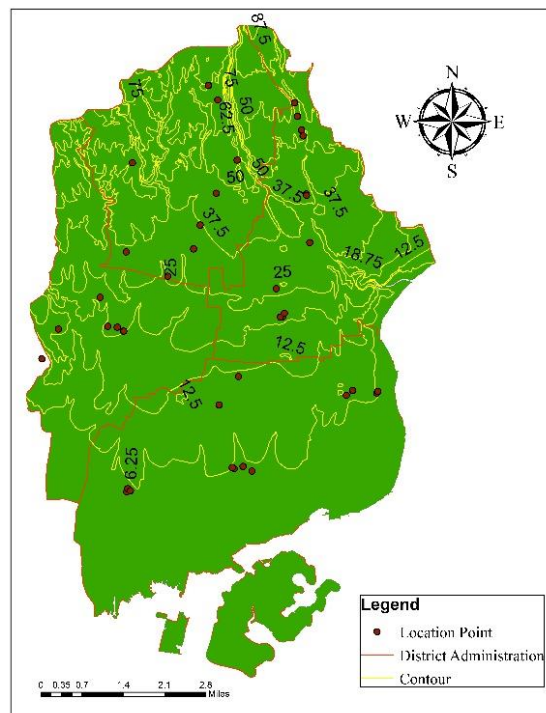 87.5
75
75
50
62.5
N
W E
S
50
50
37.5
37.5
37.5
18.75
12.5
25
25
12.5
12.5
6.25
Legend
Location Point
District Administration
Contour
0 0.35 0.7 1.4 2.1 2.8
Miles